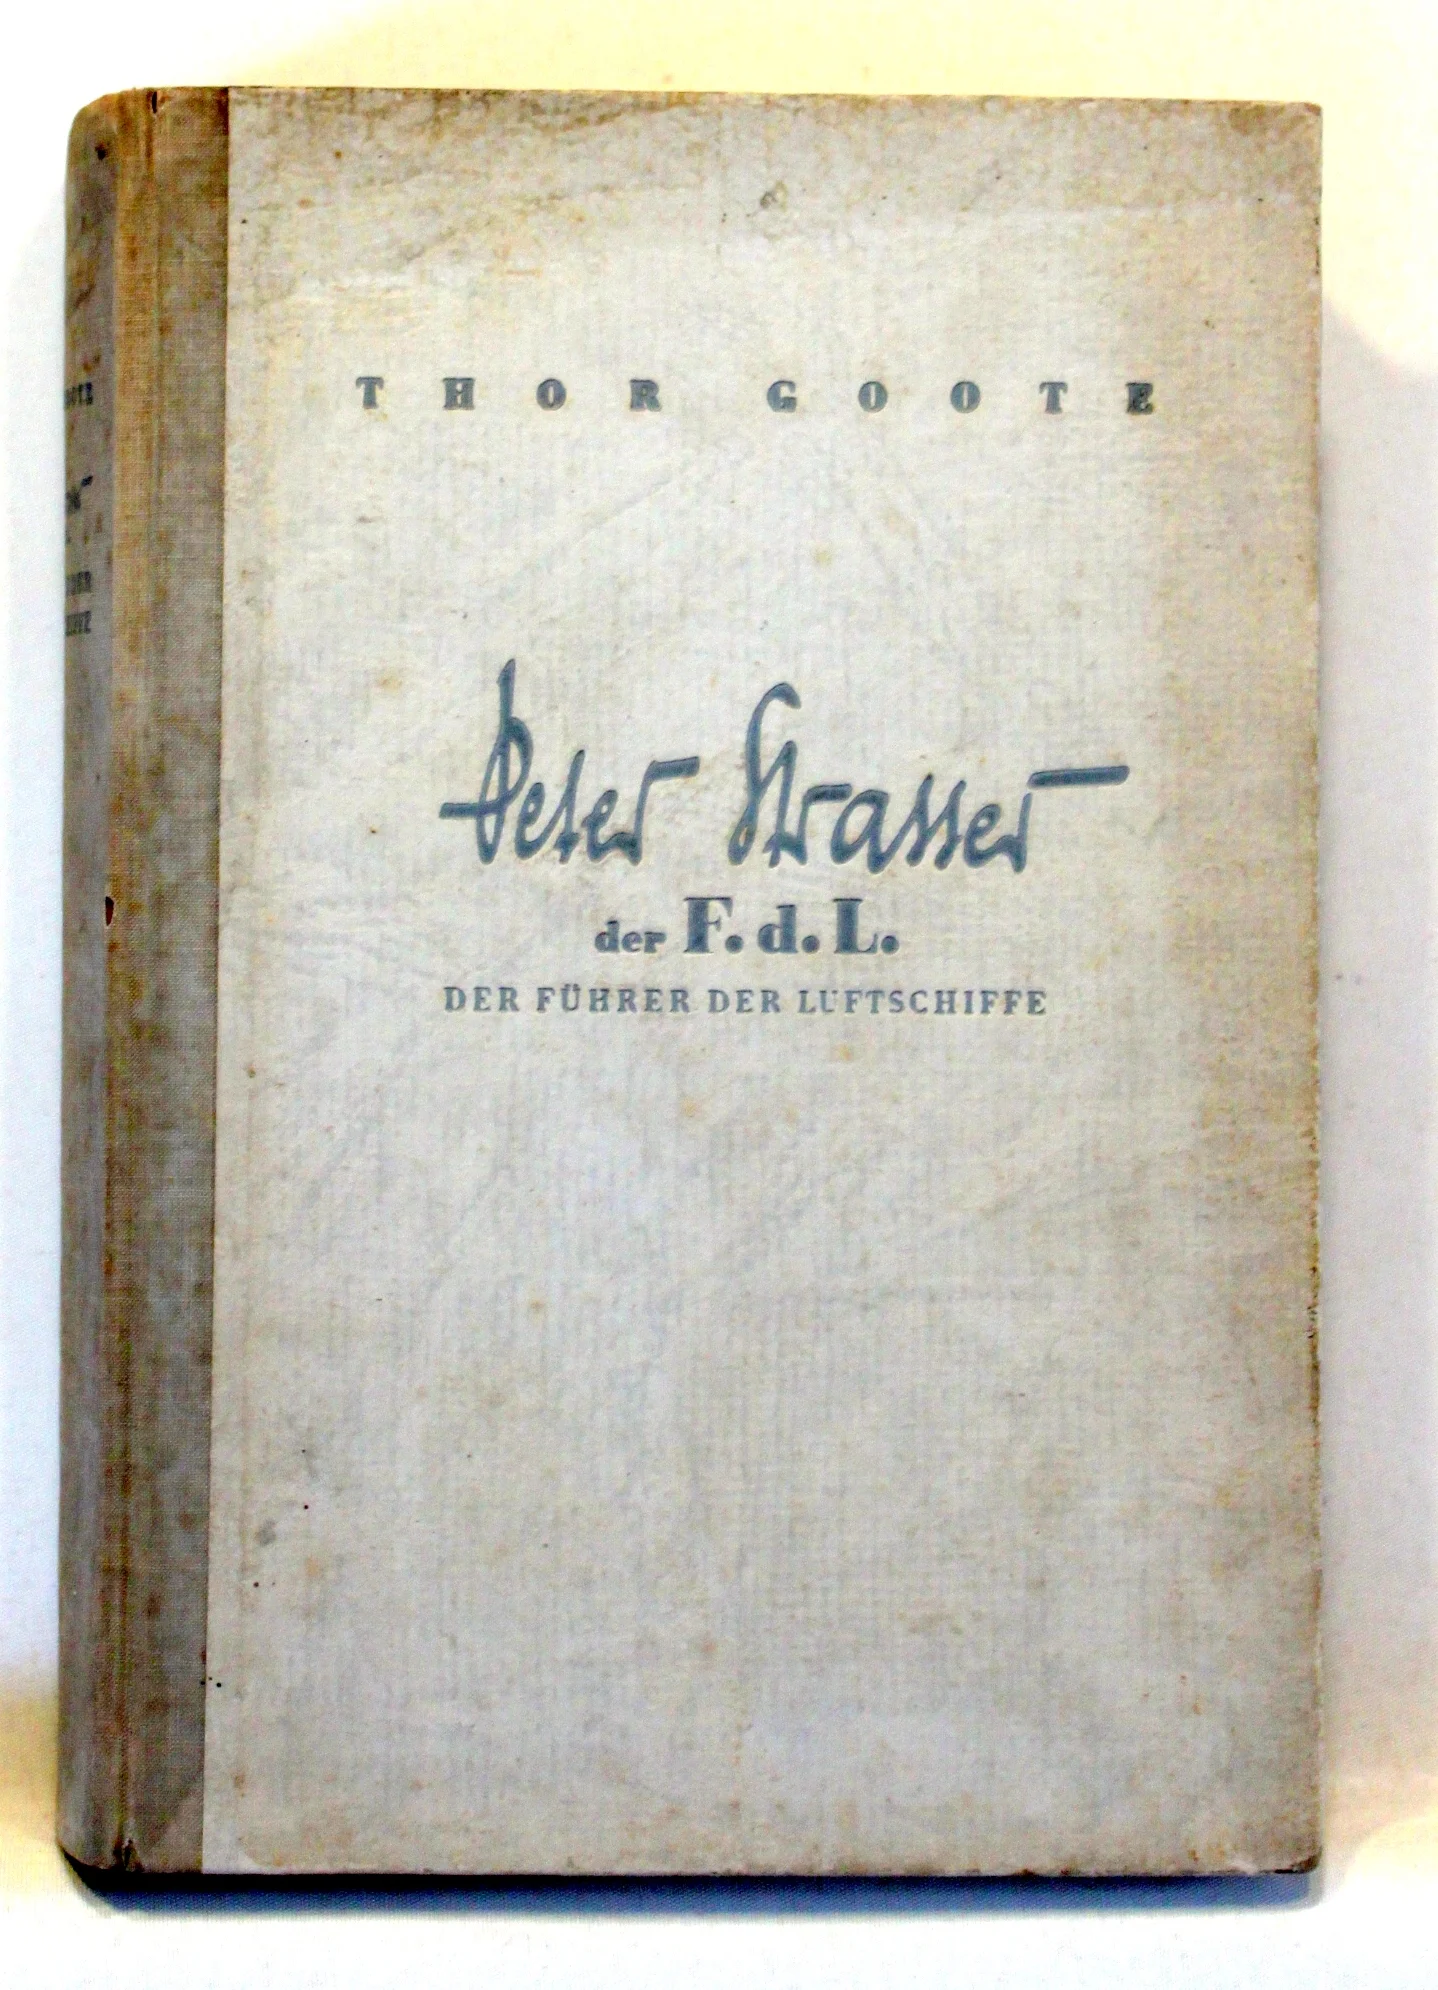 THOR GOOTE
Peter Strasser
der F. d. L.
DER FÜHRER DER LUFTSCHIFFE